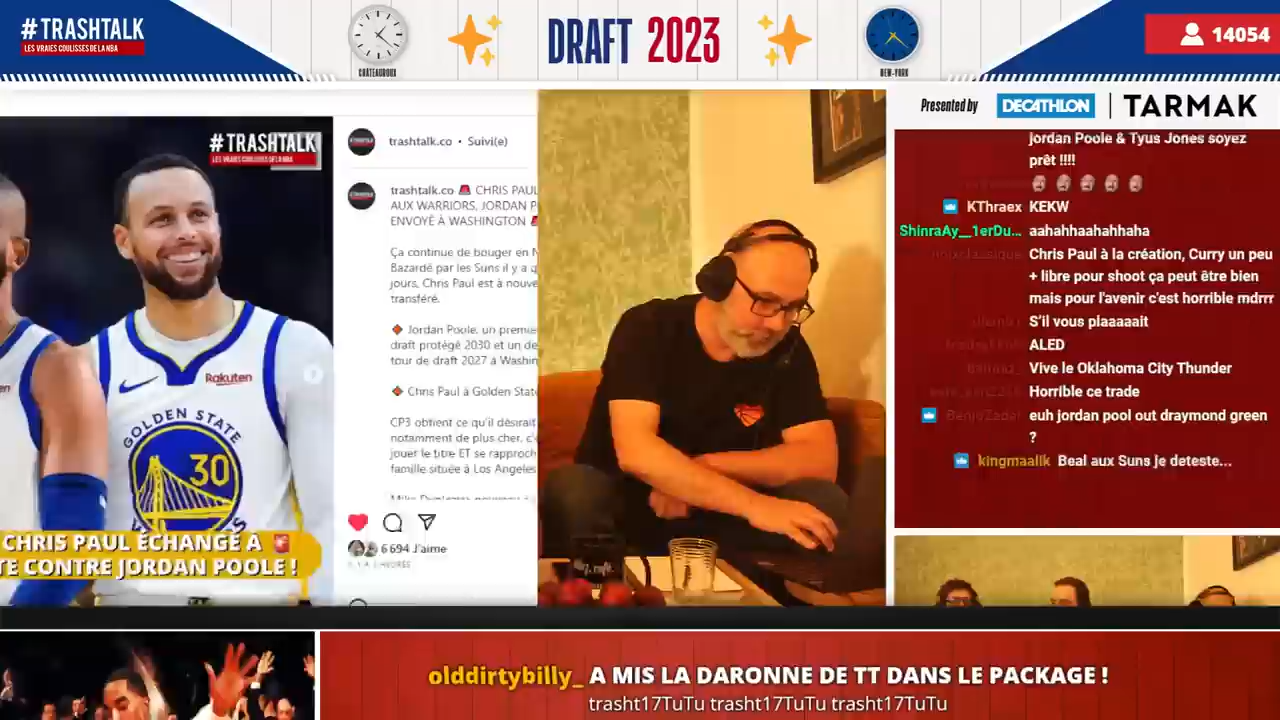 #TRASHTALK
LES VRAIES COULISSES DE LA NBA
CHÂTEAUROUX
DRAFT 2023
NEW-YORK
14054
Presented by DECATHLON | TARMAK
#TRASHTALK
LES VRAIES COULISSES DE LA NBA
Rakuten
GOLDEN STATE
30
CHRIS PAUL ÉCHANGÉ À
TE CONTRE JORDAN POOLE !
trashtalk.co • Suivi(e)
trashtalk.co 🚨 CHRIS PAUL
AUX WARRIORS, JORDAN P
ENVOYÉ À WASHINGTON 🚨
Ça continue de bouger en N
Bazardé par les Suns il y a q
jours, Chris Paul est à nouve
transféré.
🔸 Jordan Poole, un premie
draft protégé 2030 et un de
tour de draft 2027 à Washin
🔸 Chris Paul à Golden State
CP3 obtient ce qu'il désirait
notamment de plus cher, c'e
jouer le titre ET se rapproch
famille située à Los Angeles
6 694 J'aime
jordan Poole & Tyus Jones soyez
prêt !!!!
KThraex KEKW
ShinraAy__1erDu... aahahhaahahhaha
Chris Paul à la création, Curry un peu
+ libre pour shoot ça peut être bien
mais pour l'avenir c'est horrible mdrrr
S'il vous plaaaaait
ALED
Vive le Oklahoma City Thunder
Horrible ce trade
BenjoZadar euh jordan pool out draymond green
?
kingmaalik Beal aux Suns je deteste...
olddirtybilly_ A MIS LA DARONNE DE TT DANS LE PACKAGE !
trasht17TuTu trasht17TuTu trasht17TuTu